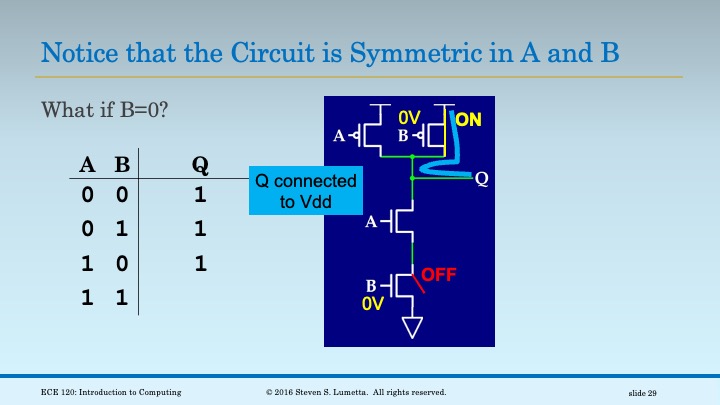 Notice that the Circuit is Symmetric in A and B
What if B=0?
A B Q
0 0 1
0 1 1
1 0 1
1 1
Q connected
to Vdd
0V
ON
A
B
Q
A
OFF
B
0V
ECE 120: Introduction to Computing
© 2016 Steven S. Lumetta. All rights reserved.
slide 29